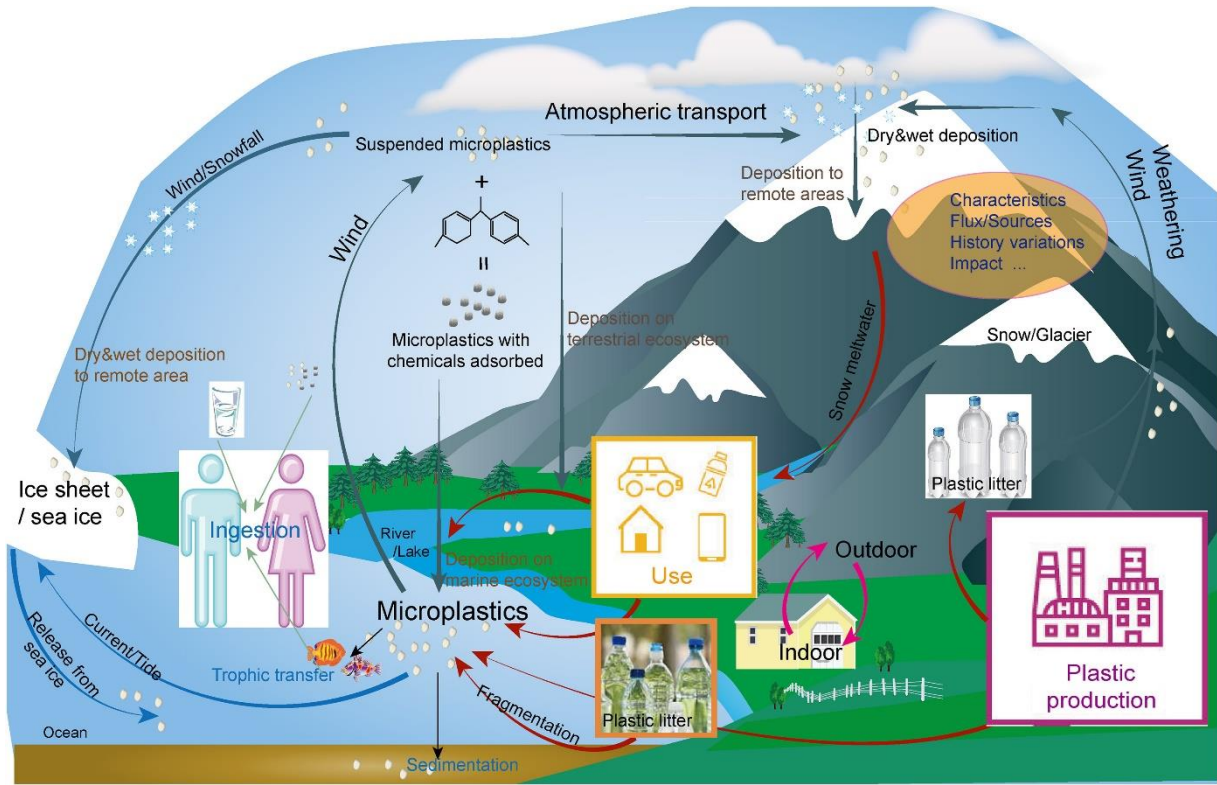 Atmospheric transport
Suspended microplastics
Dry&wet deposition
Wind/Snowfall
Deposition to
remote areas
Wind
Weathering
Wind
Characteristics
Flux/Sources
History variations
Impact ...
+
=
Microplastics with
chemicals adsorbed
Deposition on
terrestrial ecosystem
Snow/Glacier
Dry&wet deposition
to remote area
Snow meltwater
Plastic litter
Ice sheet
/ sea ice
Ingestion
River
/Lake
Use
Outdoor
Indoor
Deposition on
marine ecosystem
Microplastics
Release from
sea ice
Current/Tide
Trophic transfer
Fragmentation
Plastic litter
Plastic
production
Ocean
Sedimentation